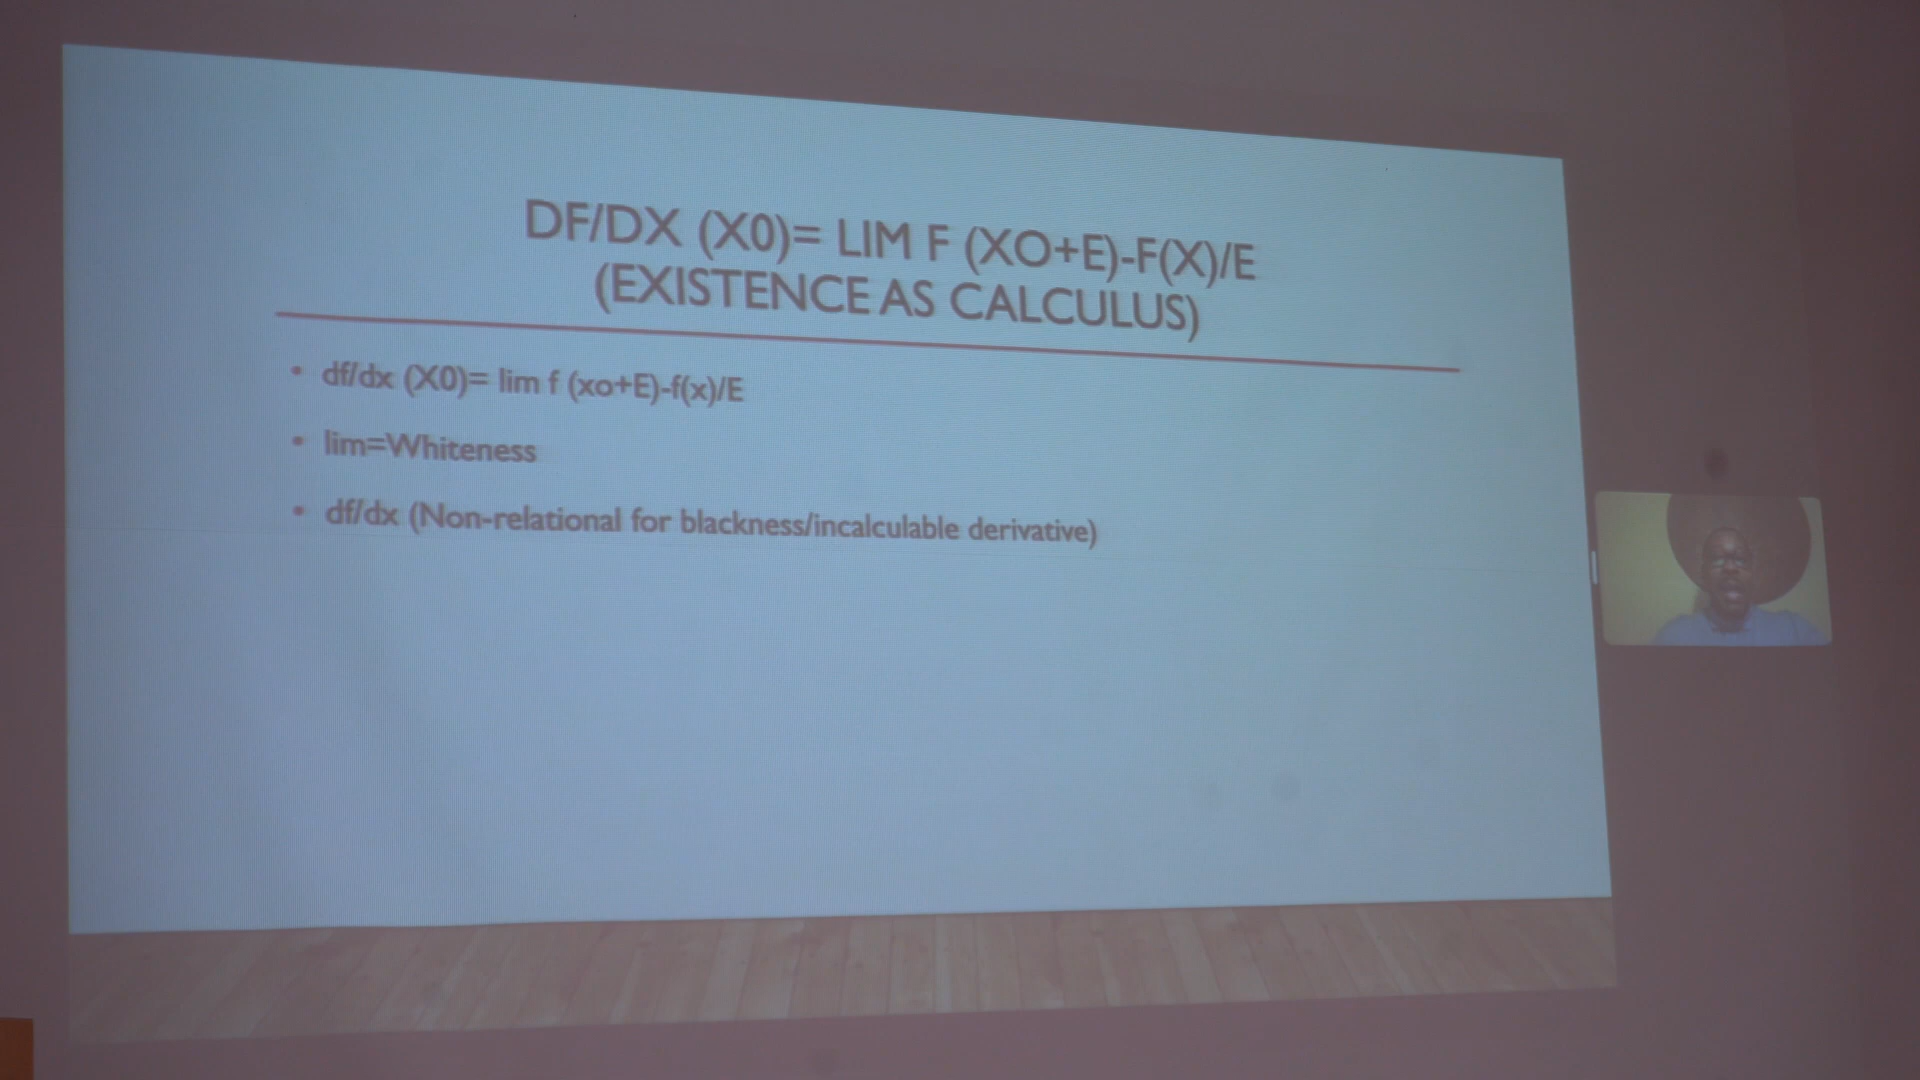 DF/DX (X0)= LIM F (XO+E)-F(X)/E
(EXISTENCE AS CALCULUS)
• df/dx (X0)= lim f (xo+E)-f(x)/E
• lim=Whiteness
• df/dx (Non-relational for blackness/incalculable derivative)